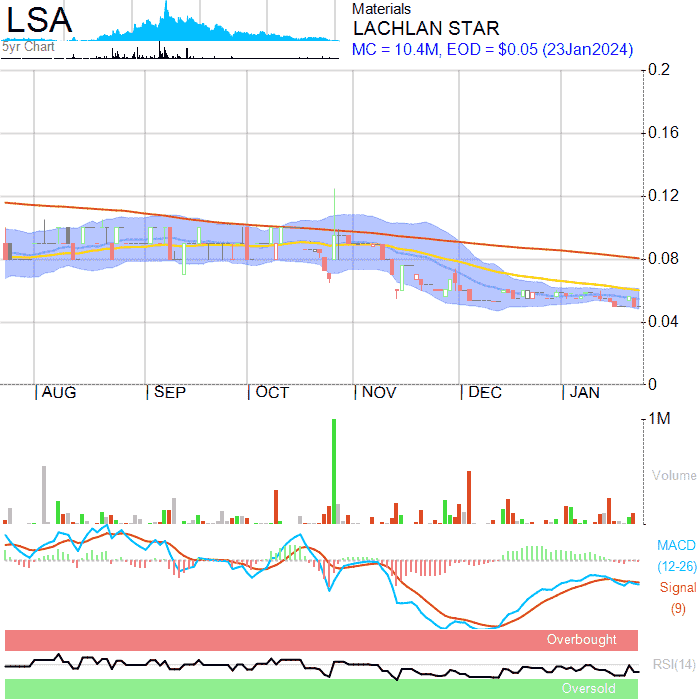 LSA
5yr Chart
Materials
LACHLAN STAR
MC = 10.4M, EOD = $0.05 (23Jan2024)
0.2
0.16
0.12
0.08
0.04
0
AUG SEP OCT NOV DEC JAN
1M
Volume
MACD
(12-26)
Signal
(9)
Overbought
RSI(14)
Oversold